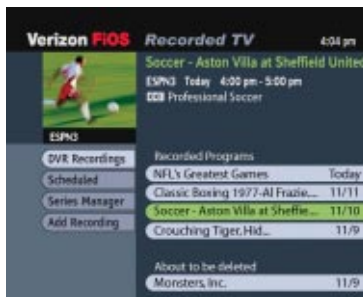 Verizon FiOS Recorded TV 4:04 pm
Soccer - Aston Villa at Sheffield United
ESPN3 Today 4:00 pm - 5:00 pm
Professional Soccer
ESPN3
DVR Recordings
Scheduled
Series Manager
Add Recording
Recorded Programs
NFL's Greatest Games Today
Classic Boxing 1977-Al Frazie... 11/11
Soccer - Aston Villa at Sheffie... 11/10
Crouching Tiger, Hid... 11/9
About to be deleted
Monsters, Inc. 11/9